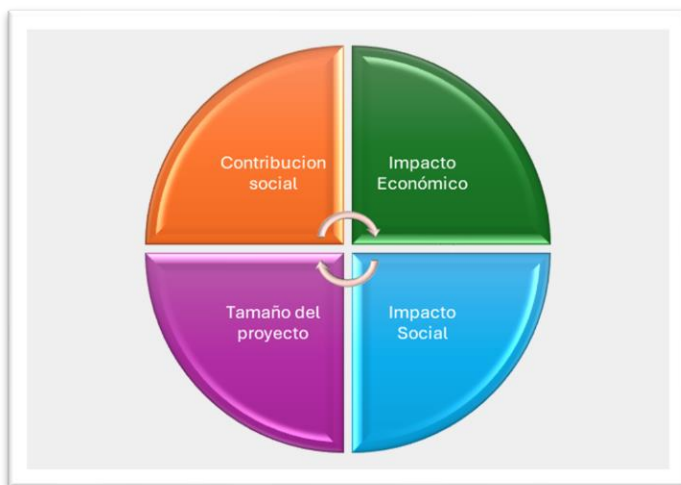 Contribucion
social
Impacto
Económico
Tamaño del
proyecto
Impacto
Social